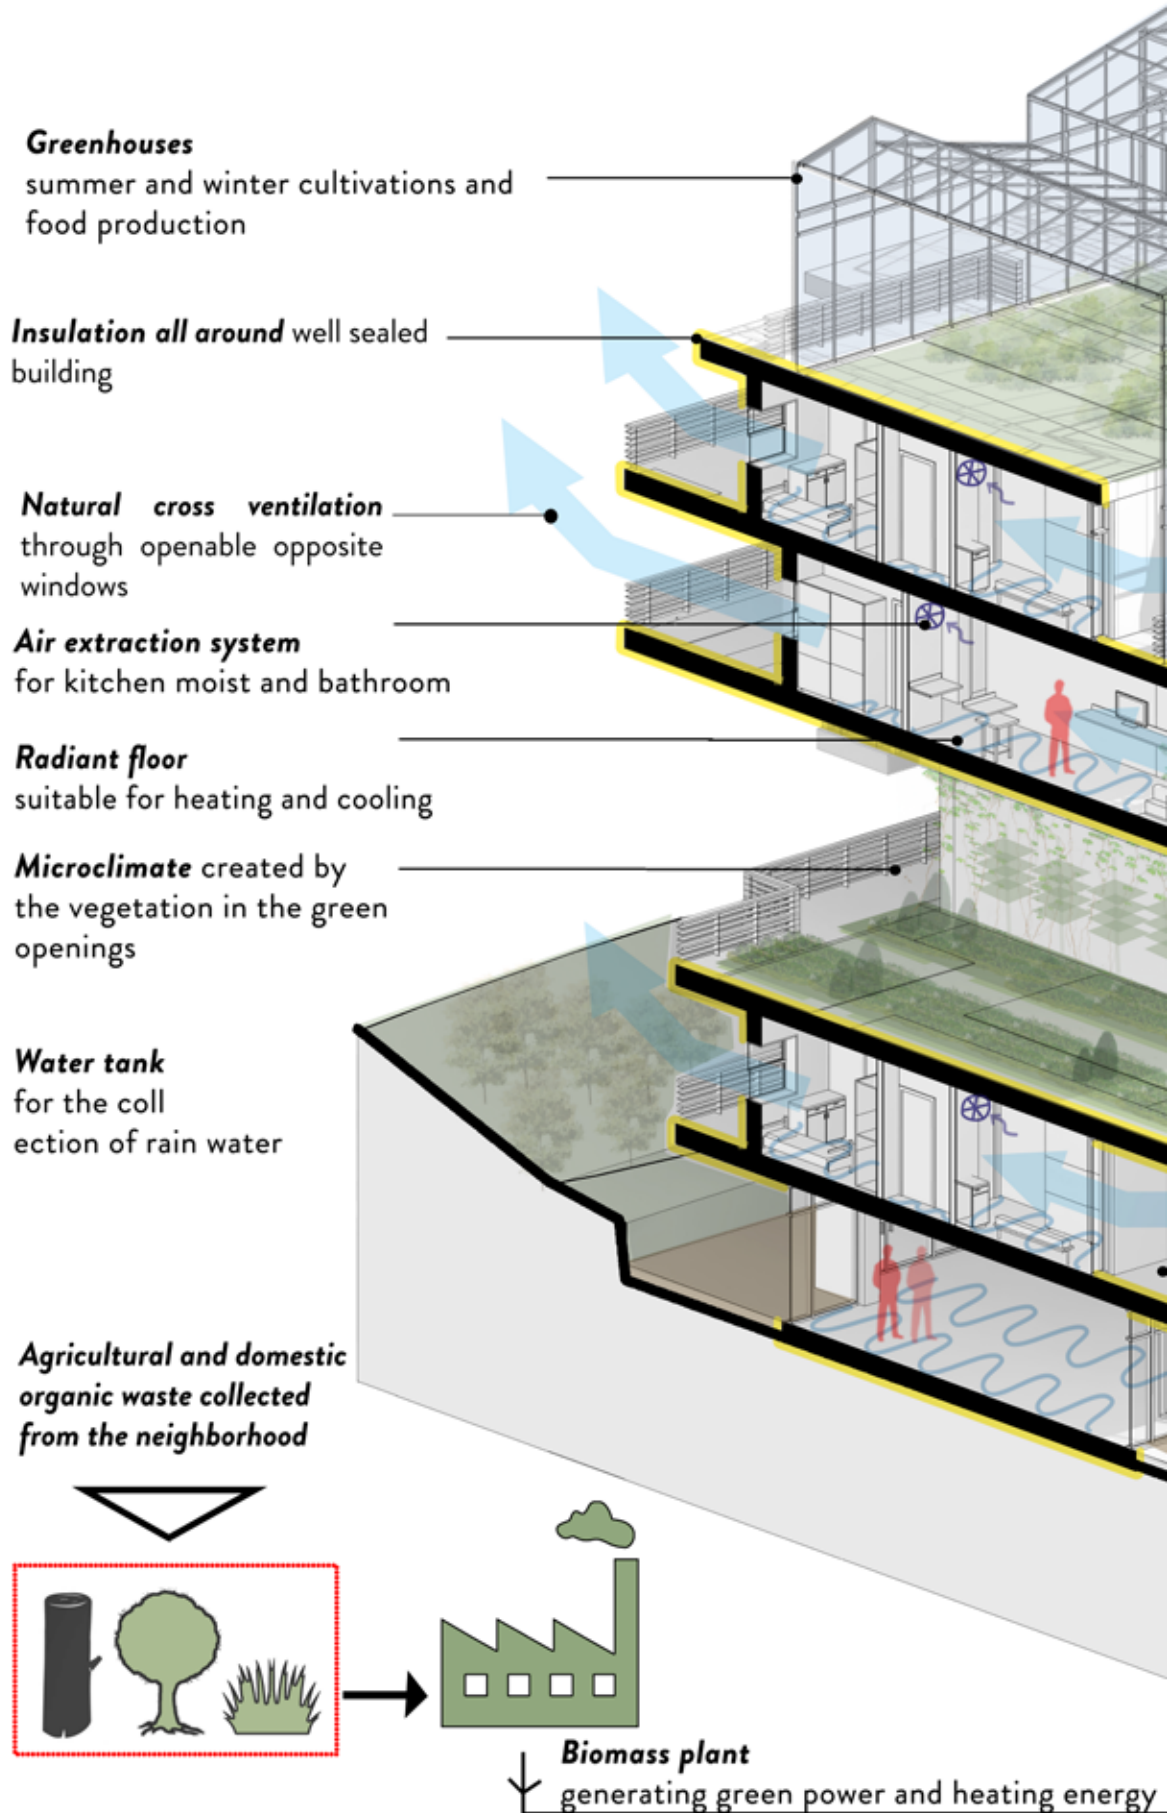 Greenhouses
summer and winter cultivations and
food production
Insulation all around well sealed
building
Natural cross ventilation
through openable opposite
windows
Air extraction system
for kitchen moist and bathroom
Radiant floor
suitable for heating and cooling
Microclimate created by
the vegetation in the green
openings
Water tank
for the coll
ection of rain water
Agricultural and domestic
organic waste collected
from the neighborhood
Biomass plant
generating green power and heating energy